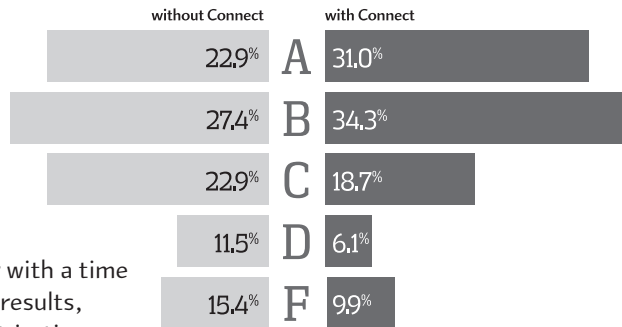 without Connect with Connect
22.9% A 31.0%
27.4% B 34.3%
22.9% C 18.7%
11.5% D 6.1%
15.4% F 9.9%
with a time
results,